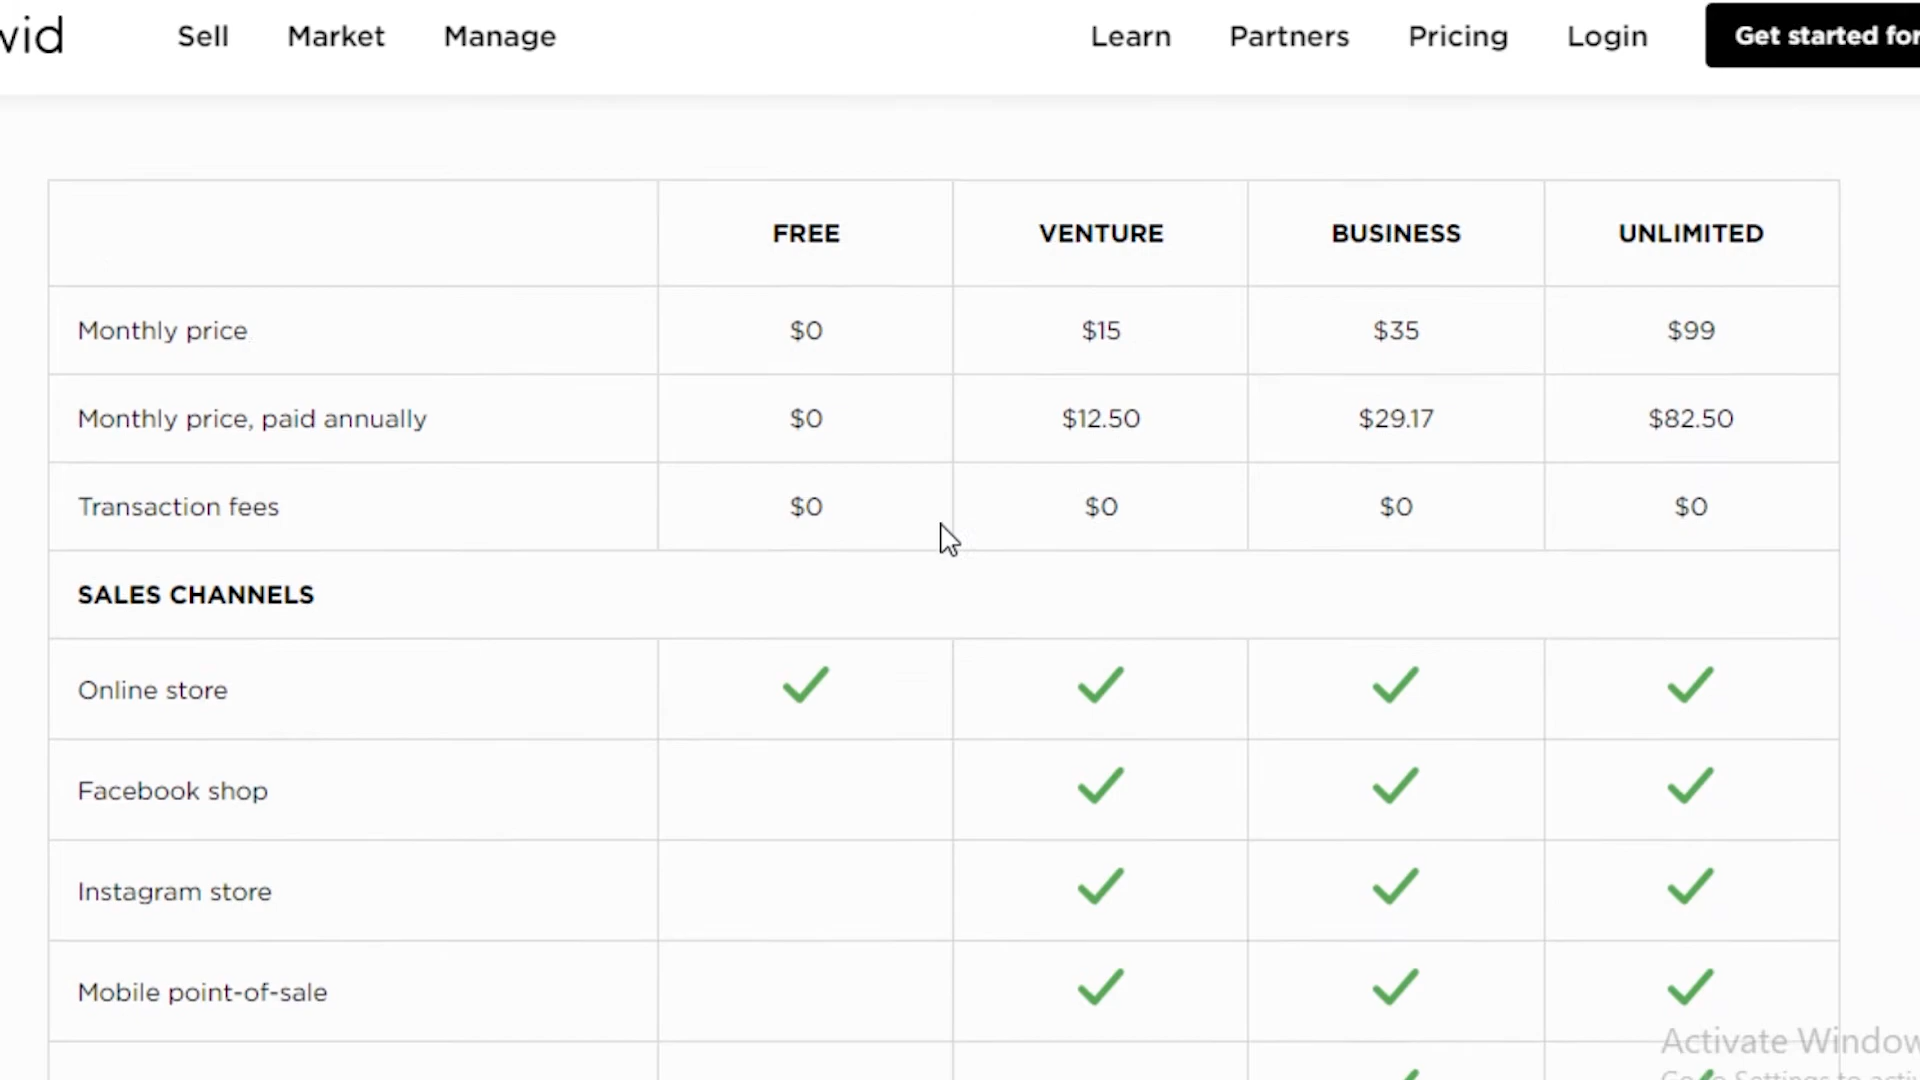 vid Sell Market Manage Learn Partners Pricing Login Get started for
FREE VENTURE BUSINESS UNLIMITED
Monthly price $0 $15 $35 $99
Monthly price, paid annually $0 $12.50 $29.17 $82.50
Transaction fees $0 $0 $0 $0
SALES CHANNELS
Online store
Facebook shop
Instagram store
Mobile point-of-sale
Activate Window